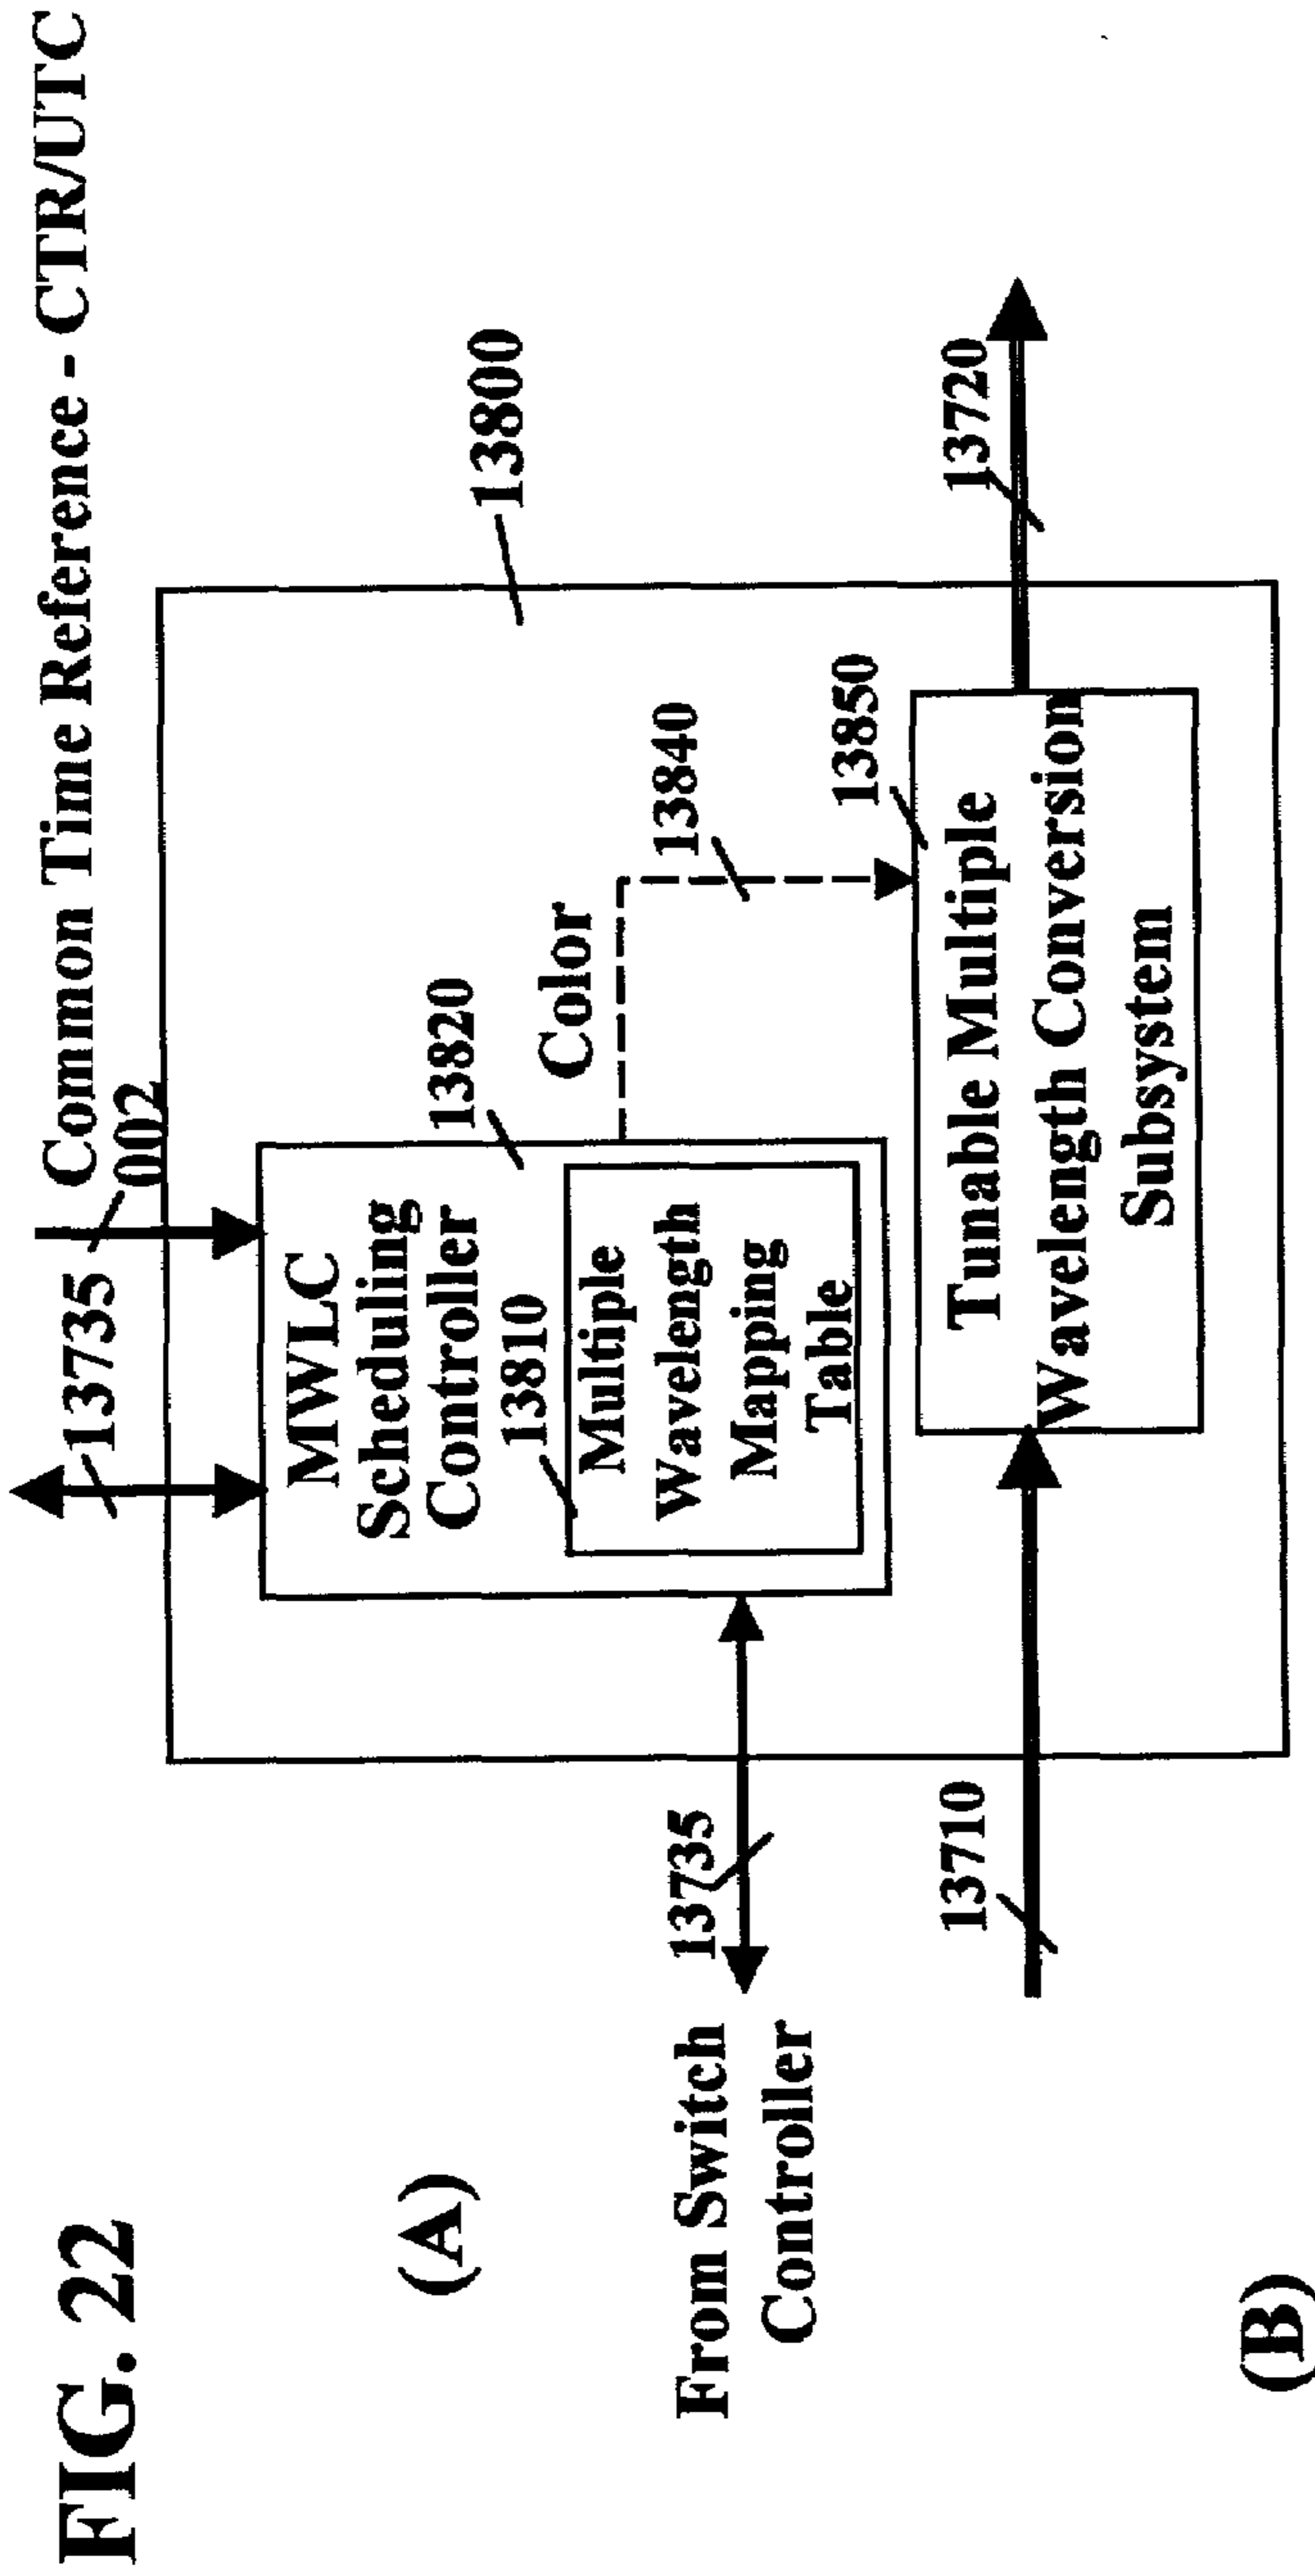 FIG. 22
Common Time Reference - CTR/UTC
13735
002
(A)
13800
MWLC
Scheduling
Controller
13820
13810
Multiple
Wavelength
Mapping
Table
Color
13840
From Switch
Controller
13735
13850
Tunable Multiple
Wavelength Conversion
Subsystem
13710
13720
(B)